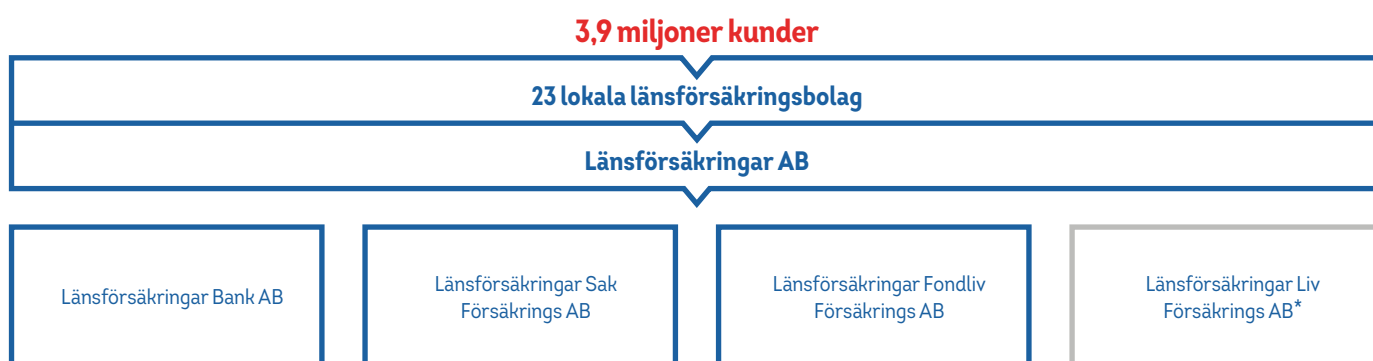 3,9 miljoner kunder
23 lokala länsförsäkringsbolag
Länsförsäkringar AB
Länsförsäkringar Bank AB
Länsförsäkringar Sak
Försäkrings AB
Länsförsäkringar Fondliv
Försäkrings AB
Länsförsäkringar Liv
Försäkrings AB*